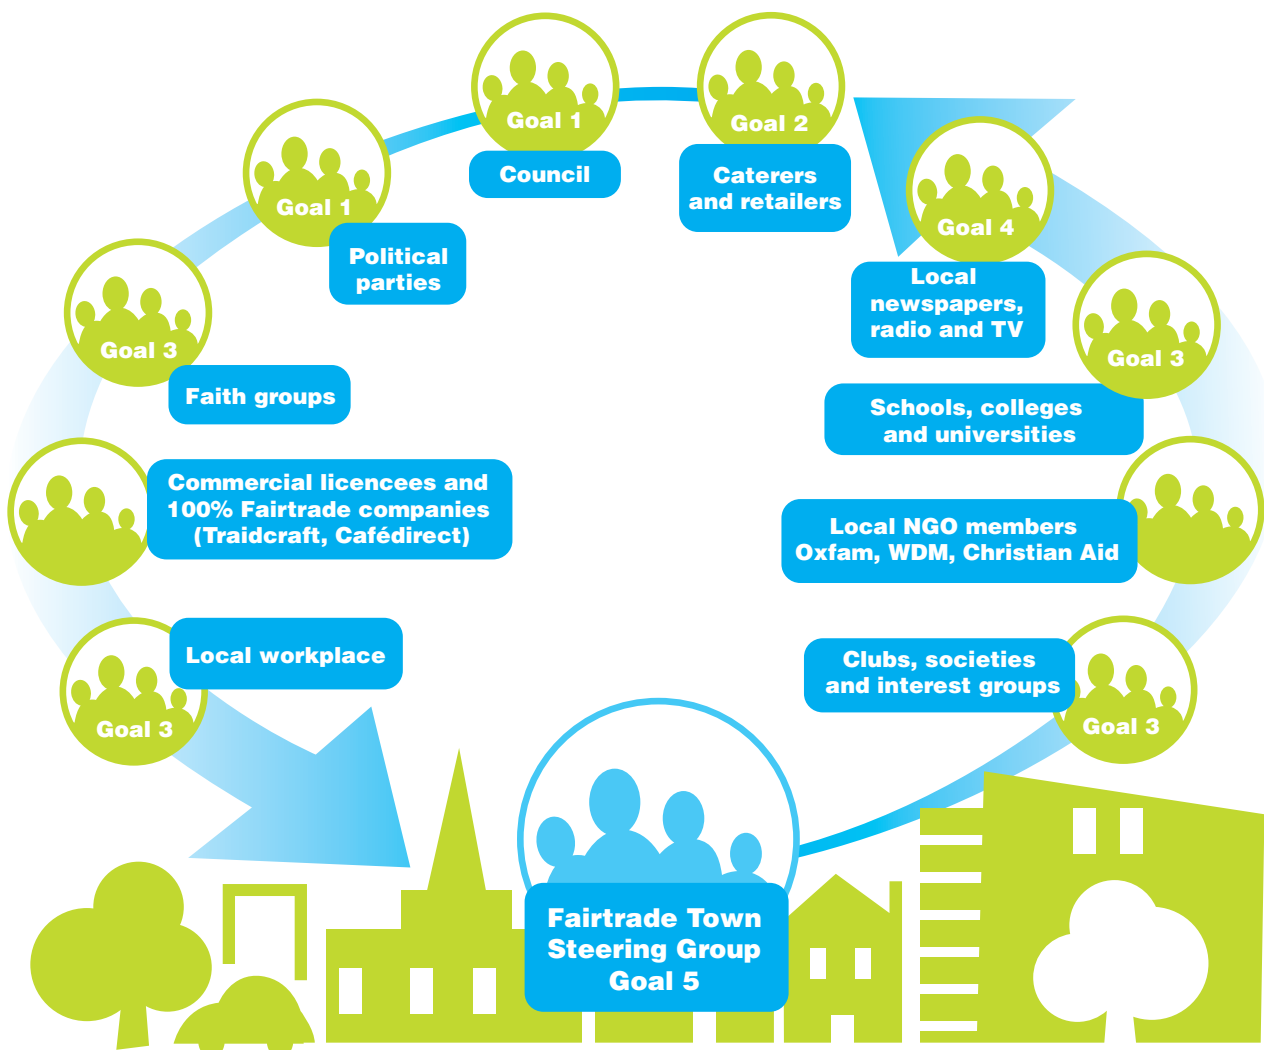 Goal 1
Council
Goal 2
Caterers
and retailers
Goal 1
Political
parties
Goal 4
Local
newspapers,
radio and TV
Goal 3
Faith groups
Goal 3
Schools, colleges
and universities
Commercial licencees and
100% Fairtrade companies
(Traidcraft, Cafédirect)
Local NGO members
Oxfam, WDM, Christian Aid
Local workplace
Goal 3
Clubs, societies
and interest groups
Goal 3
Fairtrade Town
Steering Group
Goal 5